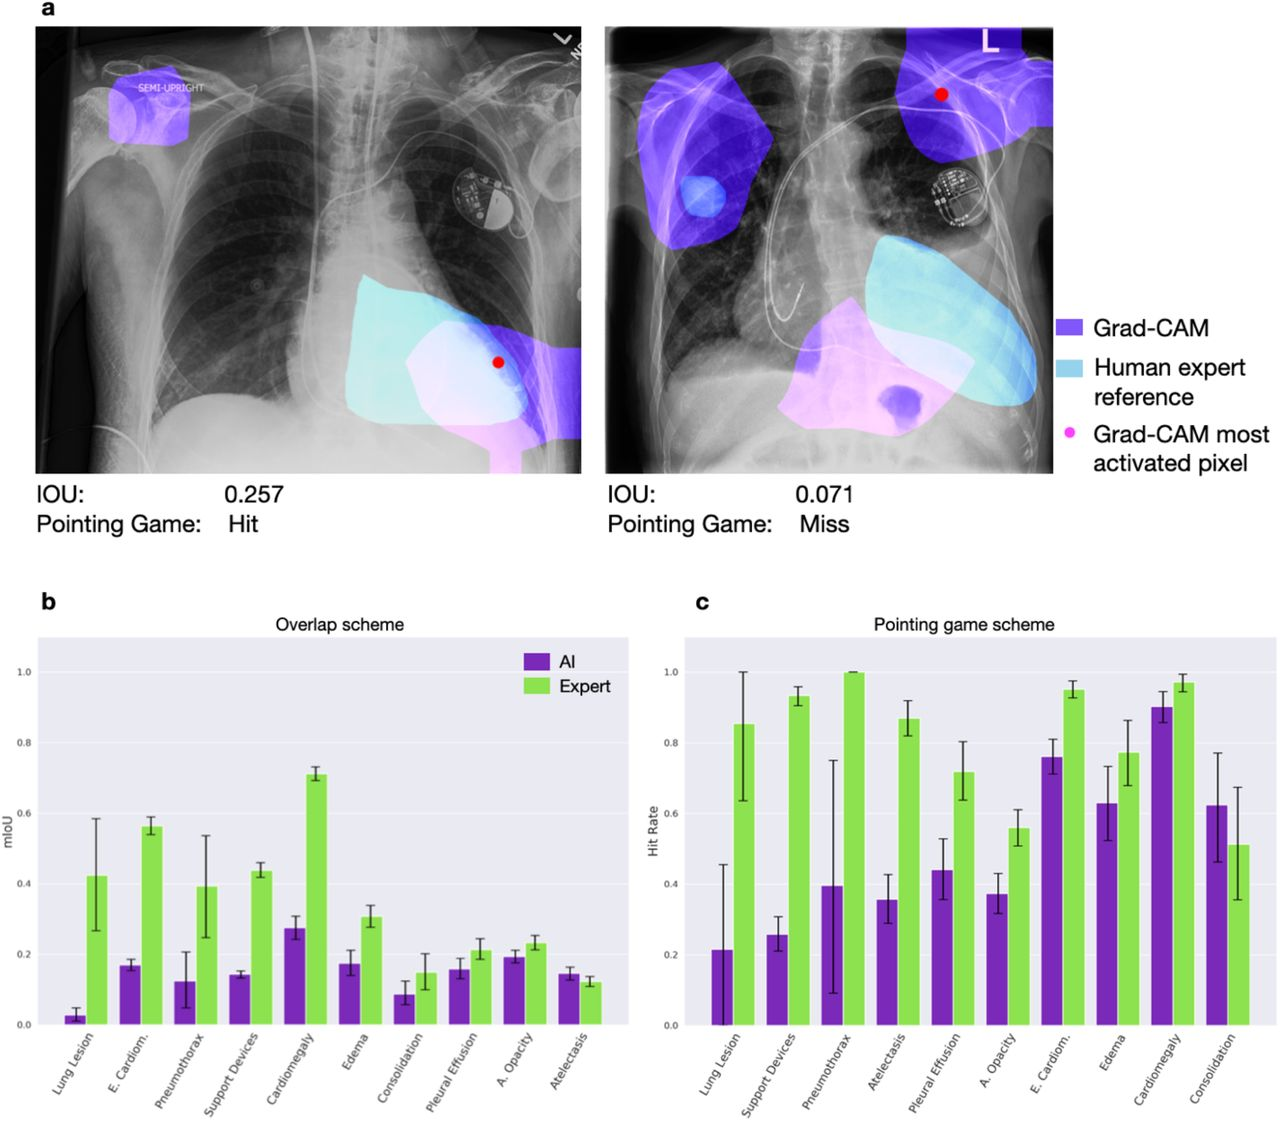 a
SEMI-UPRIGHT
L
L
Grad-CAM
Human expert
reference
Grad-CAM most
activated pixel
IOU: 0.257
Pointing Game: Hit
IOU: 0.071
Pointing Game: Miss
b
Overlap scheme
AI
Expert
mIoU
1.0
0.8
0.6
0.4
0.2
0.0
Lung Lesion
E. Cardiom.
Pneumothorax
Support Devices
Cardiomegaly
Edema
Consolidation
Pleural Effusion
A. Opacity
Atelectasis
c
Pointing game scheme
Hit Rate
1.0
0.8
0.6
0.4
0.2
0.0
Lung Lesion
Support Devices
Pneumothorax
Atelectasis
Pleural Effusion
A. Opacity
E. Cardiom.
Edema
Cardiomegaly
Consolidation